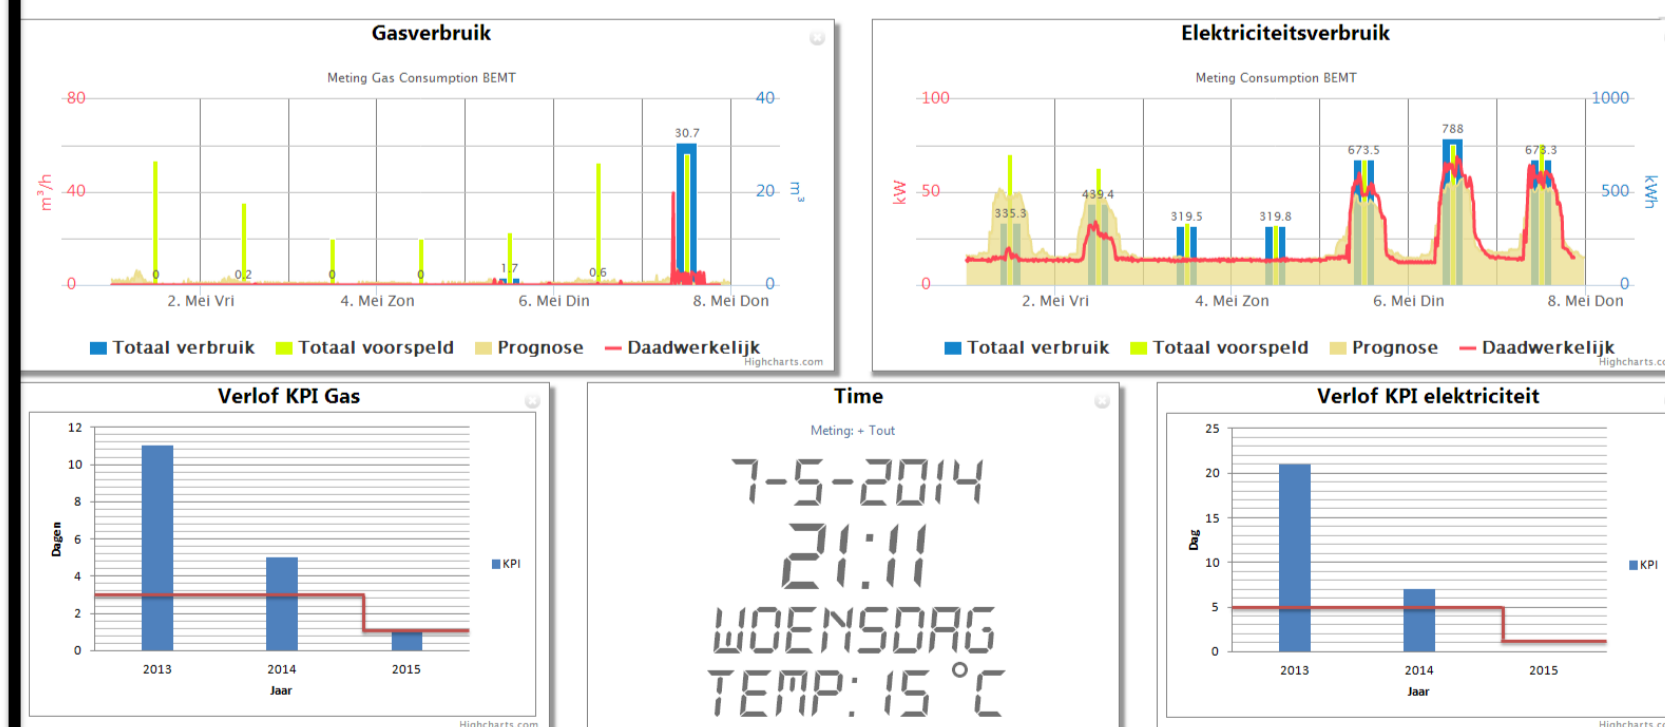 Gasverbruik
Meting Gas Consumption BEMT
80 40
30.7
m³/h 40 20 m³
0 0 0.2 0 0 1.7 0.6 0
2. Mei Vri 4. Mei Zon 6. Mei Din 8. Mei Don
Totaal verbruik Totaal voorspeld Prognose Daadwerkelijk
Highcharts.com
Elektriciteitsverbruik
Meting Consumption BEMT
100 1000
788
673.5 673.3
kW 50 439.4 500 kWh
335.3 319.5 319.8
0 0
2. Mei Vri 4. Mei Zon 6. Mei Din 8. Mei Don
Totaal verbruik Totaal voorspeld Prognose Daadwerkelijk
Highcharts.co
Verlof KPI Gas
12
10
8
Dagen
6
KPI
4
2
0
2013 2014 2015
Jaar
Highcharts.com
Time
Meting: + Tout
7-5-2014
21:11
WOENSDAG
TEMP: 15 °C
Verlof KPI elektriciteit
25
20
15
Dag
10
KPI
5
0
2013 2014 2015
Jaar
Highcharts.co